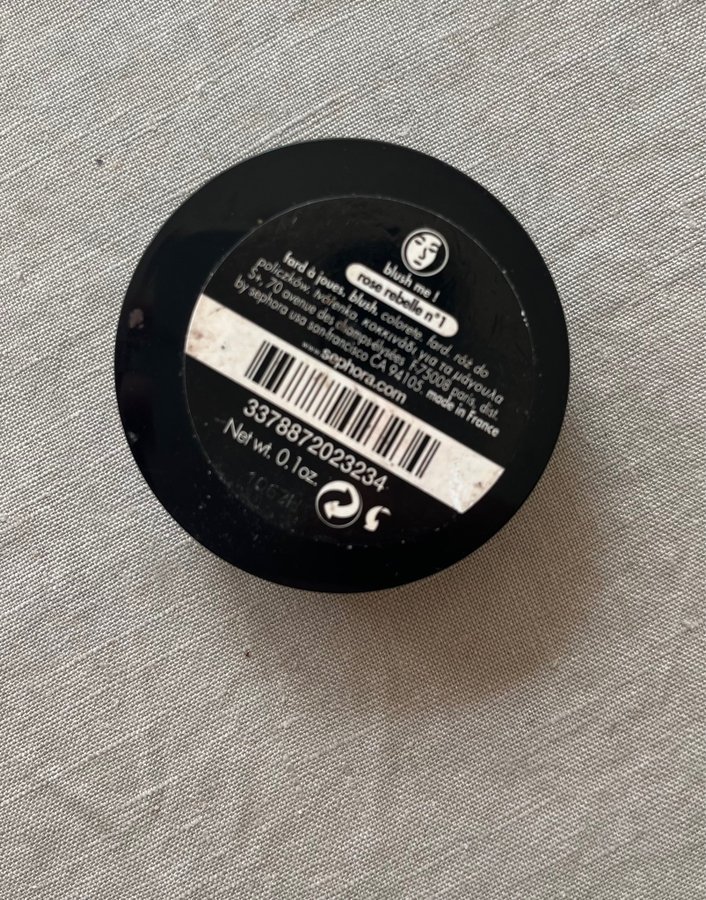 blush me !
rose rebelle n°1
fard à joues. blush. colorete. fard. róż do
policzków. tvářenka. κοκκινάδι για τα μάγουλα
S+, 70 avenue des champs-élysées F-75008 paris. dist.
by sephora usa san francisco CA 94105. made in France
www.sephora.com
3378872023234
Net wt. 0.1oz.